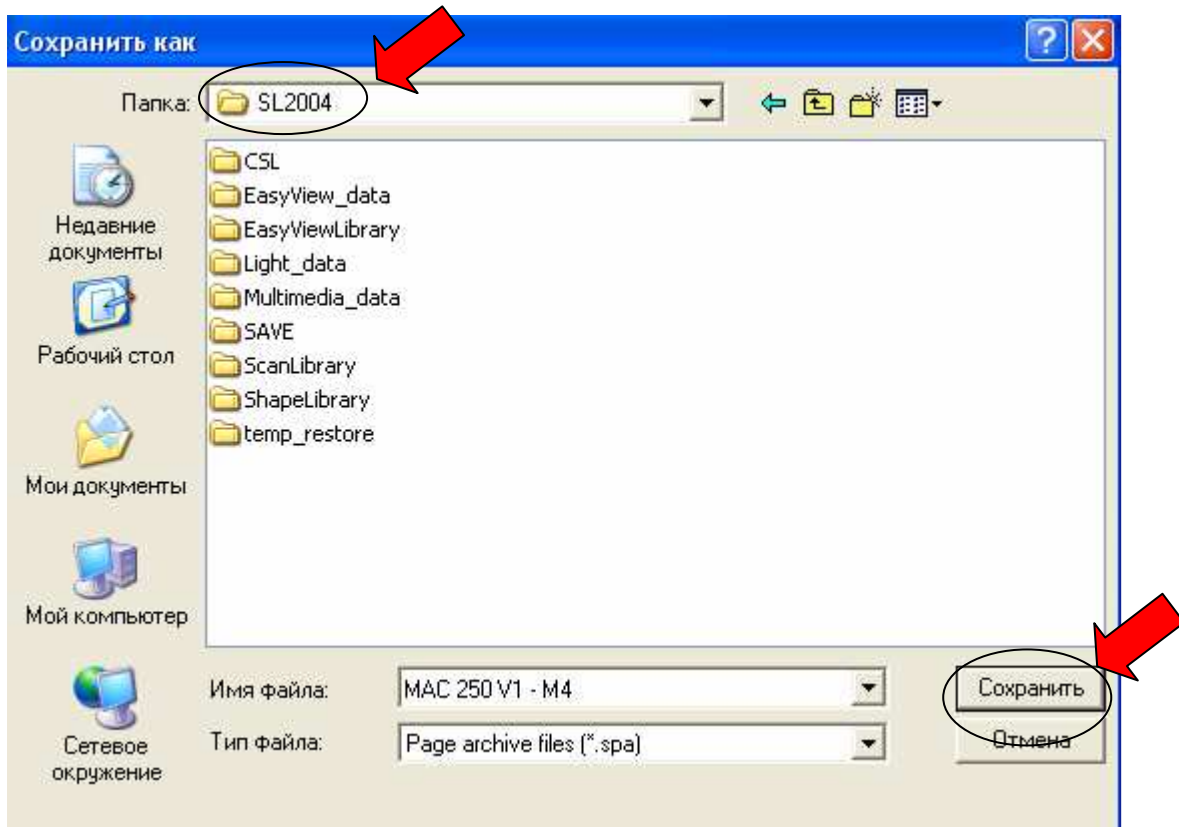 Сохранить как
Папка: SL2004
CSL
EasyView_data
EasyViewLibrary
Light_data
Multimedia_data
SAVE
ScanLibrary
ShapeLibrary
temp_restore
Недавние
документы
Рабочий стол
Мои документы
Мой компьютер
Сетевое
окружение
Имя файла: MAC 250 V1 - M4 Сохранить
Тип файла: Page archive files (*.spa) Отмена